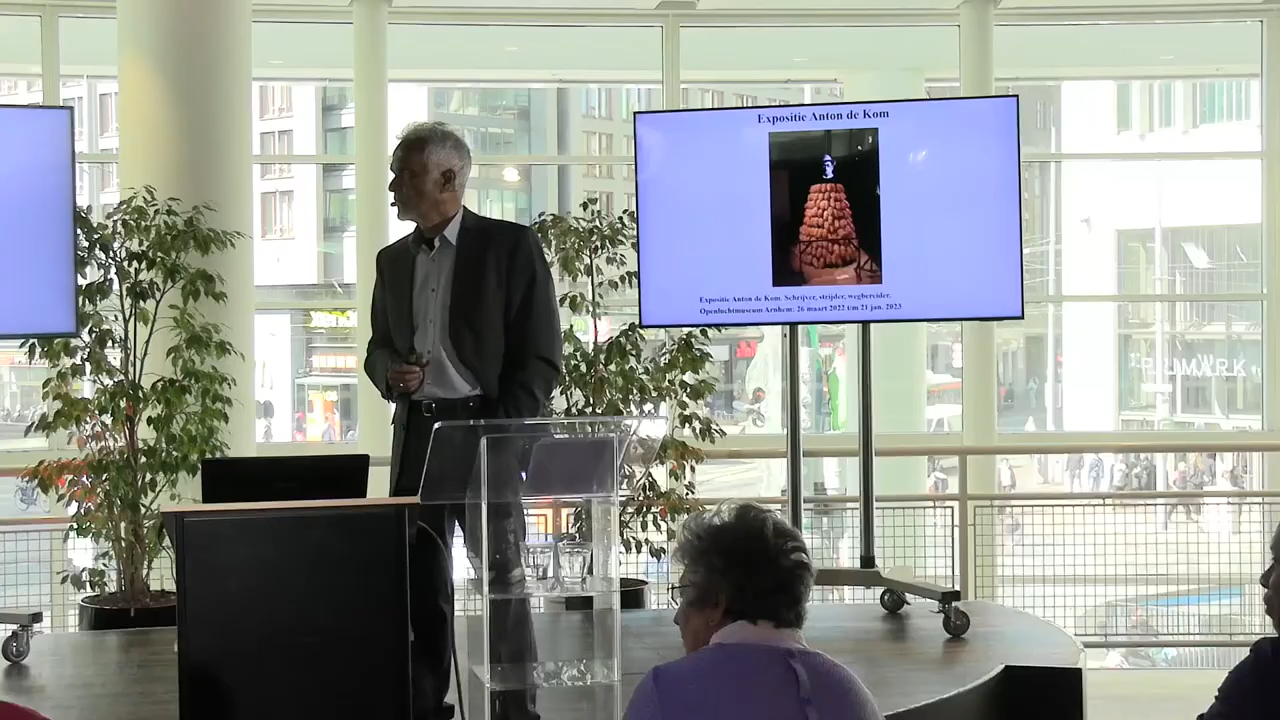 Expositie Anton de Kom
Expositie Anton de Kom. Schrijver, strijder, wegbereider.
Openluchtmuseum Arnhem: 26 maart 2022 t/m 21 jan. 2023
PRIMARK